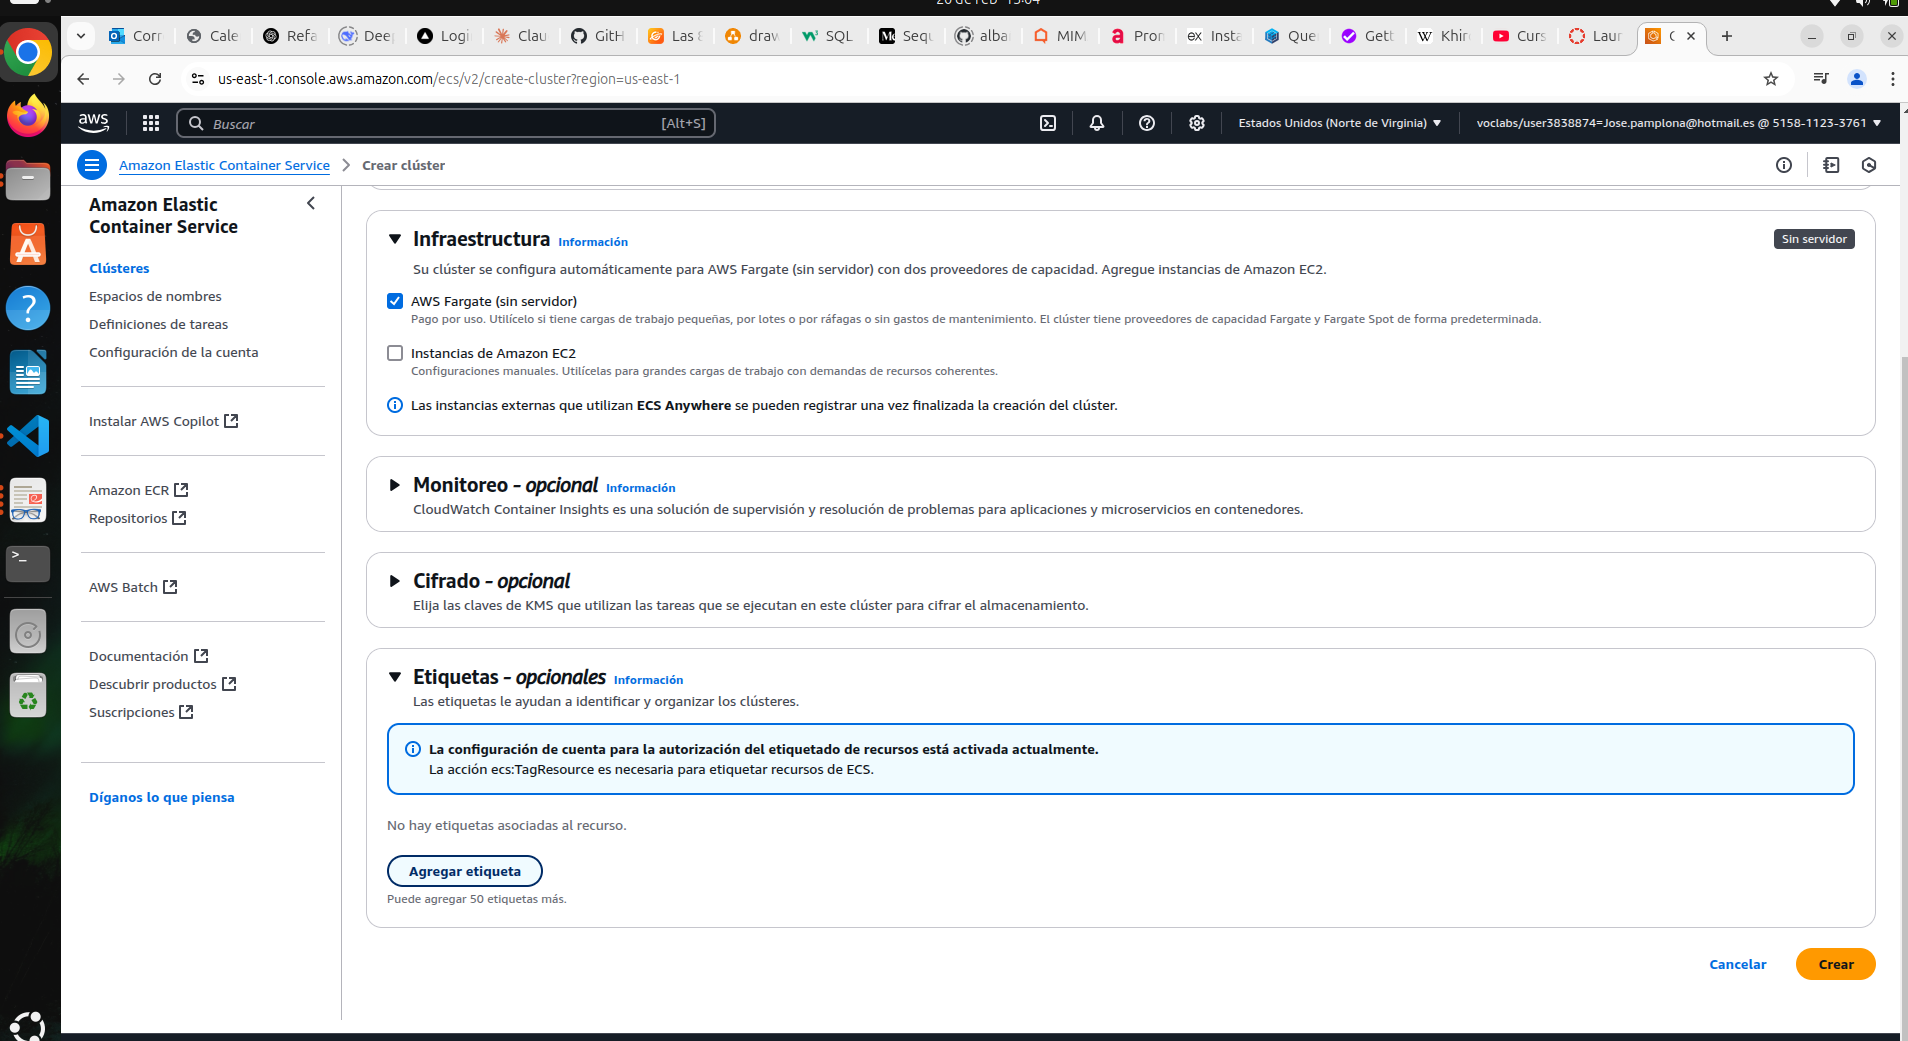 Corr
Cale
Refa
Deep
Login
Clau
GitH
Las 8
draw
SQL
Sequ
alba
MIM
Pron
Insta
Que
Gett
Khir
Curs
Laun
us-east-1.console.aws.amazon.com/ecs/v2/create-cluster?region=us-east-1
aws
Buscar
[Alt+S]
Estados Unidos (Norte de Virginia)
voclabs/user3838874=Jose.pamplona@hotmail.es @ 5158-1123-3761
Amazon Elastic Container Service
Crear clúster
Amazon Elastic
Container Service
Clústeres
Espacios de nombres
Definiciones de tareas
Configuración de la cuenta
Instalar AWS Copilot
Amazon ECR
Repositorios
AWS Batch
Documentación
Descubrir productos
Suscripciones
Díganos lo que piensa
Infraestructura Información
Sin servidor
Su clúster se configura automáticamente para AWS Fargate (sin servidor) con dos proveedores de capacidad. Agregue instancias de Amazon EC2.
AWS Fargate (sin servidor)
Pago por uso. Utilícelo si tiene cargas de trabajo pequeñas, por lotes o por ráfagas o sin gastos de mantenimiento. El clúster tiene proveedores de capacidad Fargate y Fargate Spot de forma predeterminada.
Instancias de Amazon EC2
Configuraciones manuales. Utilícelas para grandes cargas de trabajo con demandas de recursos coherentes.
Las instancias externas que utilizan ECS Anywhere se pueden registrar una vez finalizada la creación del clúster.
Monitoreo - opcional Información
CloudWatch Container Insights es una solución de supervisión y resolución de problemas para aplicaciones y microservicios en contenedores.
Cifrado - opcional
Elija las claves de KMS que utilizan las tareas que se ejecutan en este clúster para cifrar el almacenamiento.
Etiquetas - opcionales Información
Las etiquetas le ayudan a identificar y organizar los clústeres.
La configuración de cuenta para la autorización del etiquetado de recursos está activada actualmente.
La acción ecs:TagResource es necesaria para etiquetar recursos de ECS.
No hay etiquetas asociadas al recurso.
Agregar etiqueta
Puede agregar 50 etiquetas más.
Cancelar
Crear